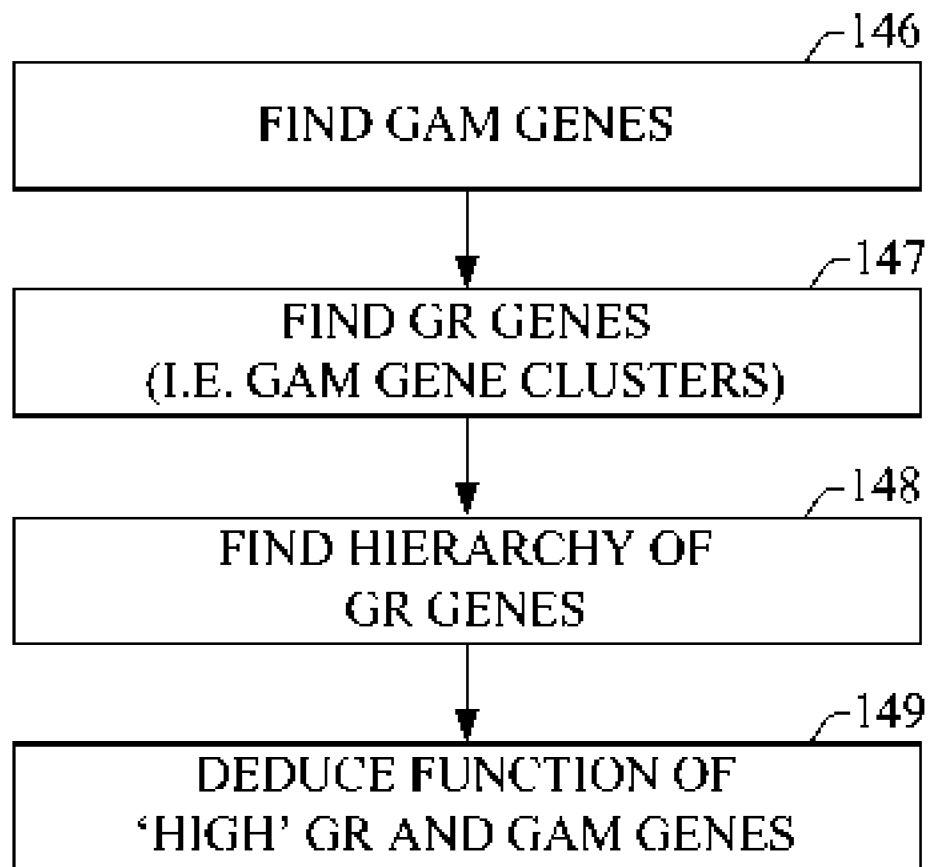 146
FIND GAM GENES
147
FIND GR GENES
(I.E. GAM GENE CLUSTERS)
148
FIND HIERARCHY OF
GR GENES
149
DEDUCE FUNCTION OF
‘HIGH’ GR AND GAM GENES